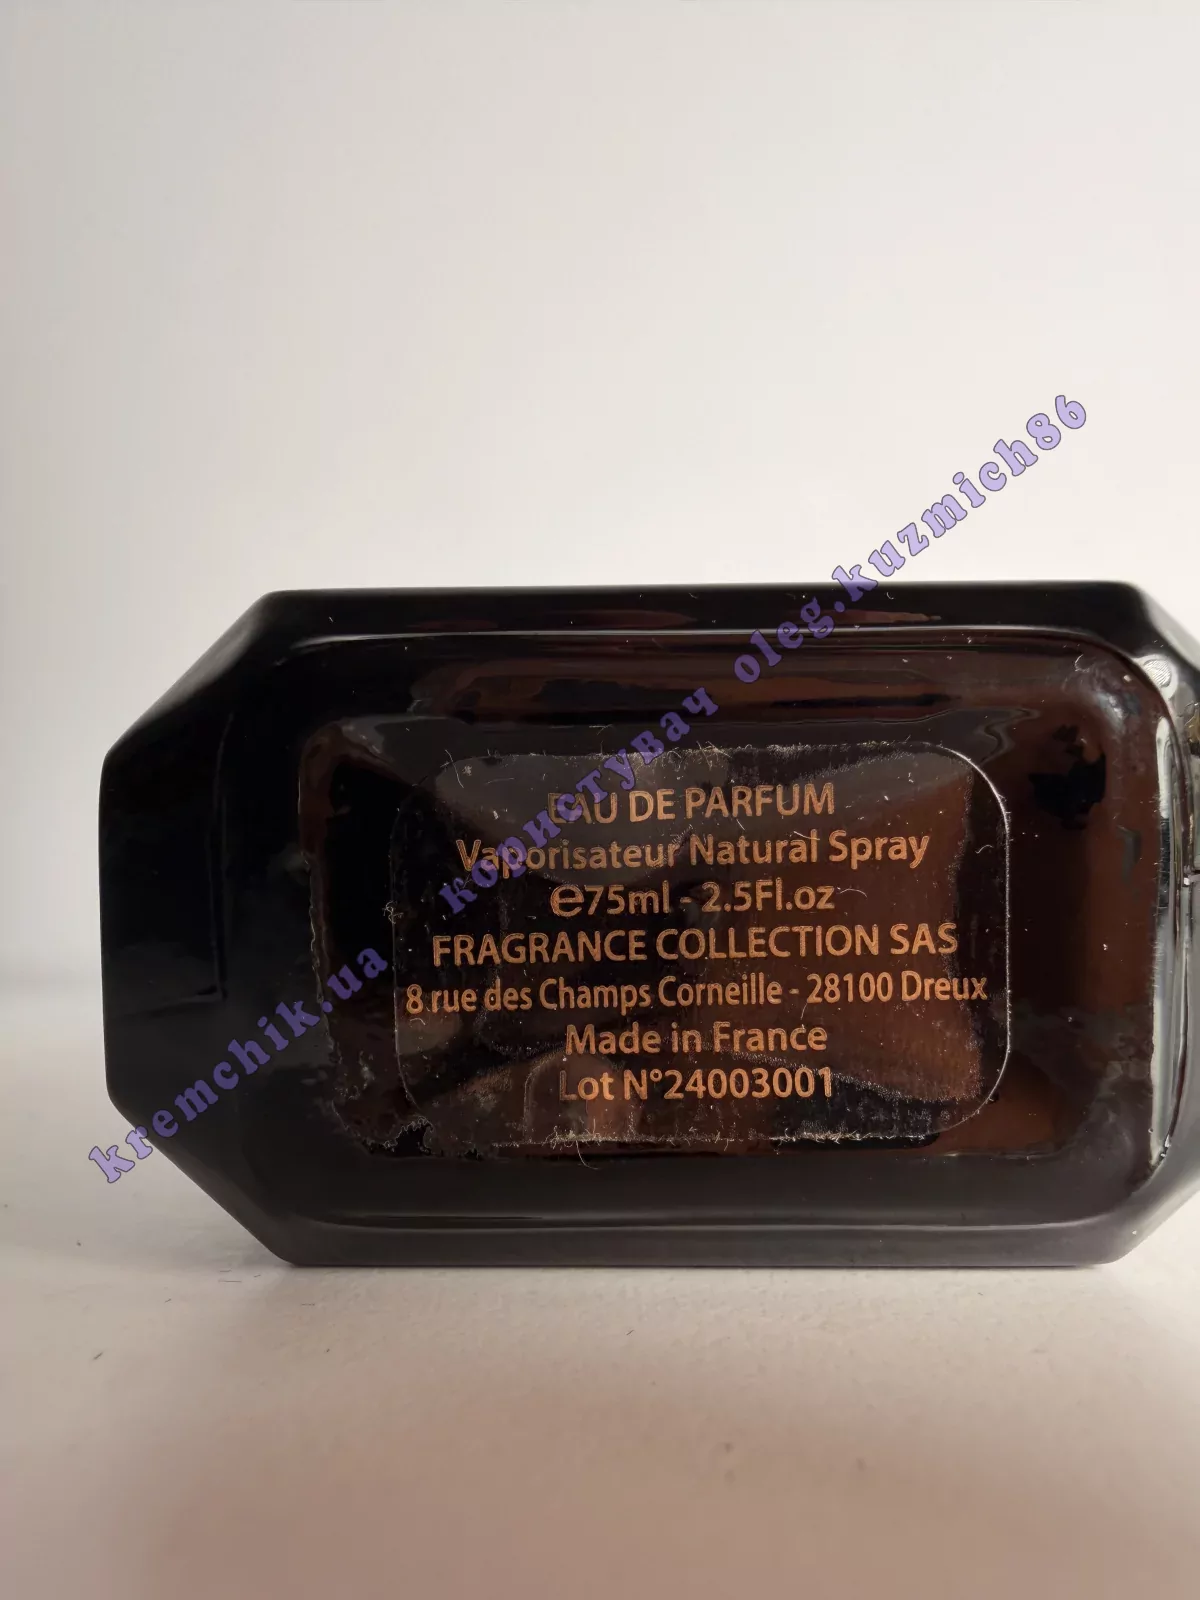 EAU DE PARFUM
Vaporisateur Natural Spray
℮75ml - 2.5Fl.oz
FRAGRANCE COLLECTION SAS
8 rue des Champs Corneille - 28100 Dreux
Made in France
Lot N°24003001
kremchik.ua користувач oleg.kuzmich86